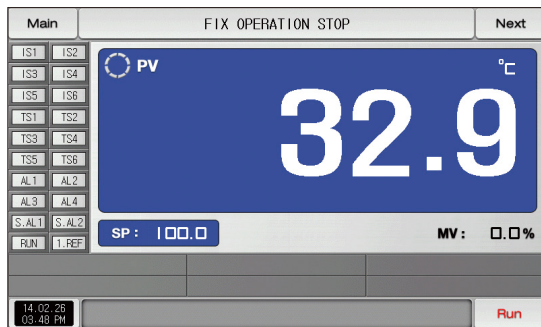 Main FIX OPERATION STOP Next
IS1 IS2
IS3 IS4
IS5 IS6
TS1 TS2
TS3 TS4
TS5 TS6
AL1 AL2
AL3 AL4
S.AL1 S.AL2
RUN 1.REF
PV ℃
32.9
SP : 100.0 MV : 0.0%
14.02.26
03:48 PM
Run